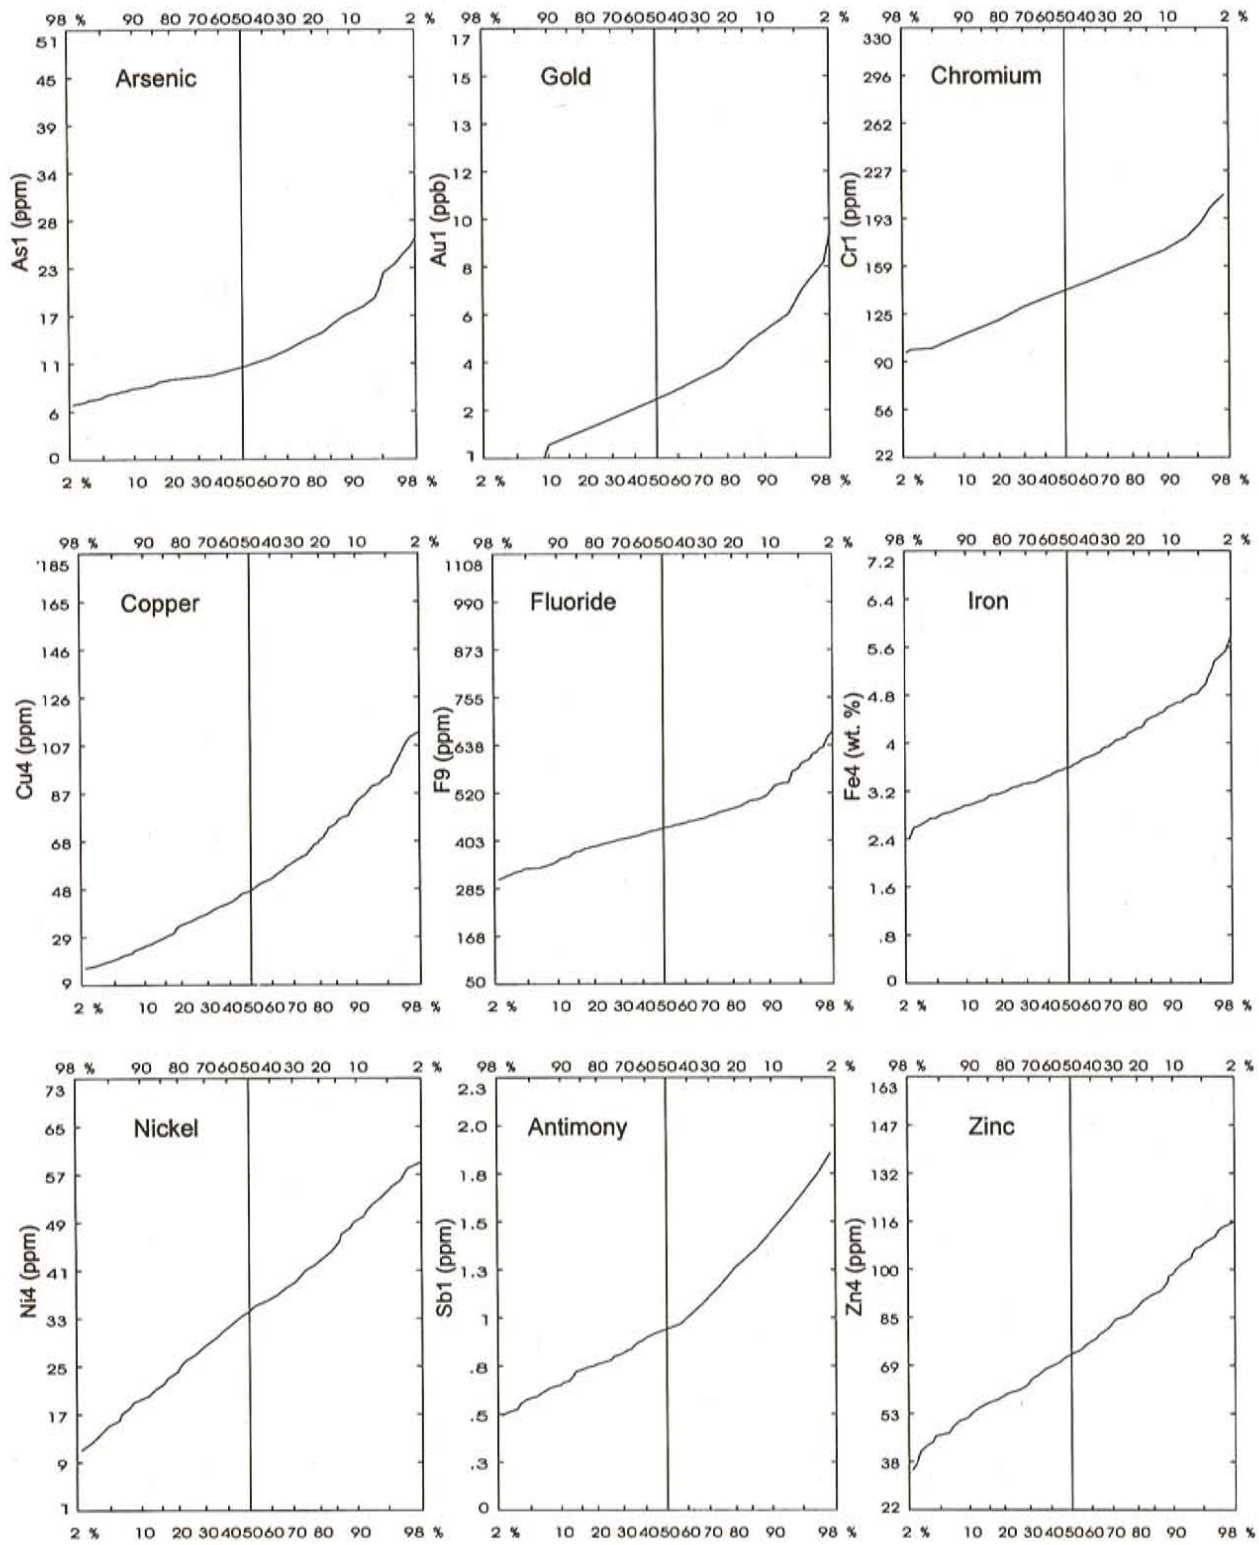 98 % 90 80 70 60 50 40 30 20 10 2 %
51
45
39
34
28
23
17
11
6
0
As1 (ppm)
Arsenic
2 % 10 20 30 40 50 60 70 80 90 98 %
98 % 90 80 70 60 50 40 30 20 10 2 %
17
15
13
12
10
8
6
4
2
1
Au1 (ppb)
Gold
2 % 10 20 30 40 50 60 70 80 90 98 %
98 % 90 80 70 60 50 40 30 20 10 2 %
330
296
262
227
193
159
125
90
56
22
Cr1 (ppm)
Chromium
2 % 10 20 30 40 50 60 70 80 90 98 %
98 % 90 80 70 60 50 40 30 20 10 2 %
185
165
146
126
107
87
68
48
29
9
Cu4 (ppm)
Copper
2 % 10 20 30 40 50 60 70 80 90 98 %
98 % 90 80 70 60 50 40 30 20 10 2 %
1108
990
873
755
638
520
403
285
168
50
F9 (ppm)
Fluoride
2 % 10 20 30 40 50 60 70 80 90 98 %
98 % 90 80 70 60 50 40 30 20 10 2 %
7.2
6.4
5.6
4.8
4
3.2
2.4
1.6
.8
0
Fe4 (wt. %)
Iron
2 % 10 20 30 40 50 60 70 80 90 98 %
98 % 90 80 70 60 50 40 30 20 10 2 %
73
65
57
49
41
33
25
17
9
1
Ni4 (ppm)
Nickel
2 % 10 20 30 40 50 60 70 80 90 98 %
98 % 90 80 70 60 50 40 30 20 10 2 %
2.3
2.0
1.8
1.5
1.3
1
.8
.5
.3
0
Sb1 (ppm)
Antimony
2 % 10 20 30 40 50 60 70 80 90 98 %
98 % 90 80 70 60 50 40 30 20 10 2 %
163
147
132
116
100
85
69
53
38
22
Zn4 (ppm)
Zinc
2 % 10 20 30 40 50 60 70 80 90 98 %